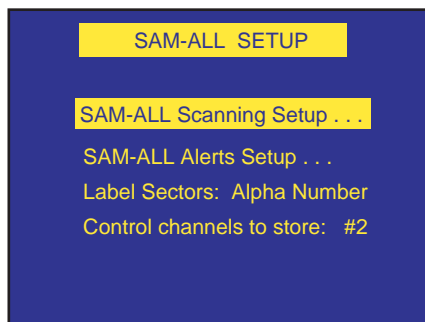 SAM-ALL SETUP
SAM-ALL Scanning Setup . . .
SAM-ALL Alerts Setup . . .
Label Sectors: Alpha Number
Control channels to store: #2